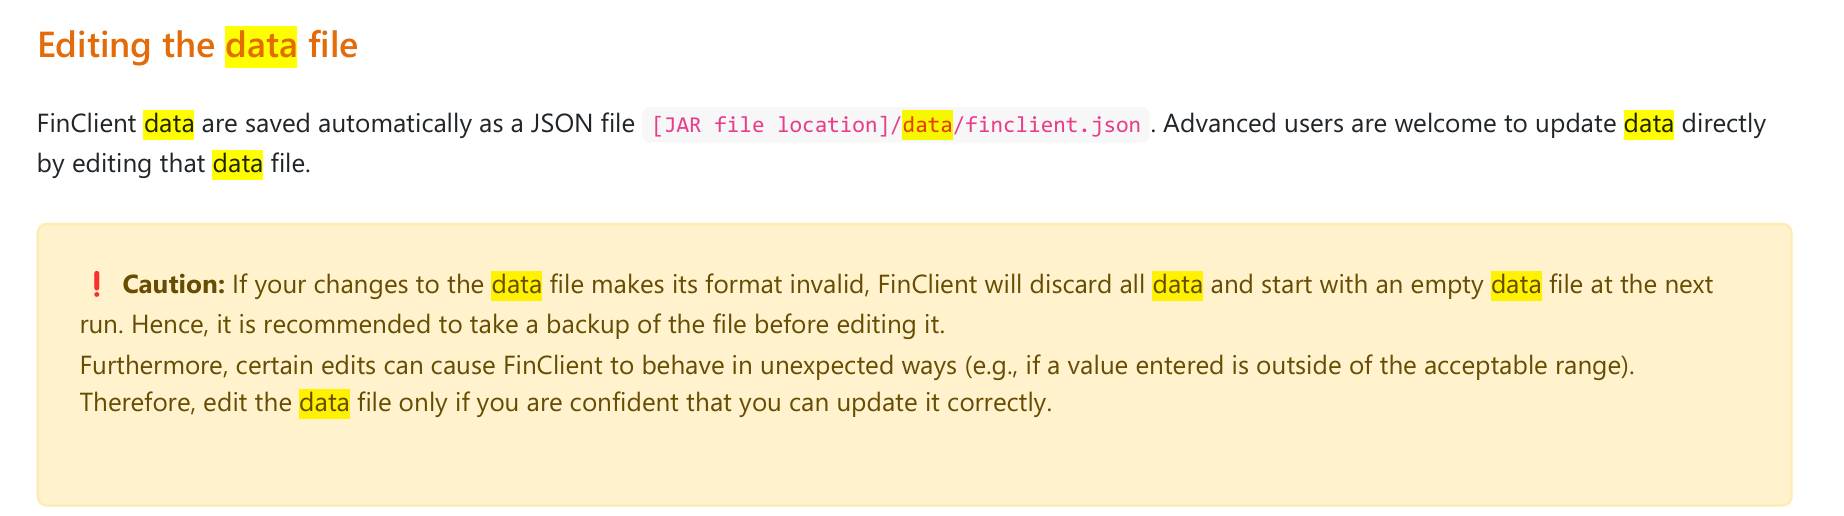 Editing the data file
FinClient data are saved automatically as a JSON file [JAR file location]/data/finclient.json . Advanced users are welcome to update data directly
by editing that data file.
❗ Caution: If your changes to the data file makes its format invalid, FinClient will discard all data and start with an empty data file at the next
run. Hence, it is recommended to take a backup of the file before editing it.
Furthermore, certain edits can cause FinClient to behave in unexpected ways (e.g., if a value entered is outside of the acceptable range).
Therefore, edit the data file only if you are confident that you can update it correctly.